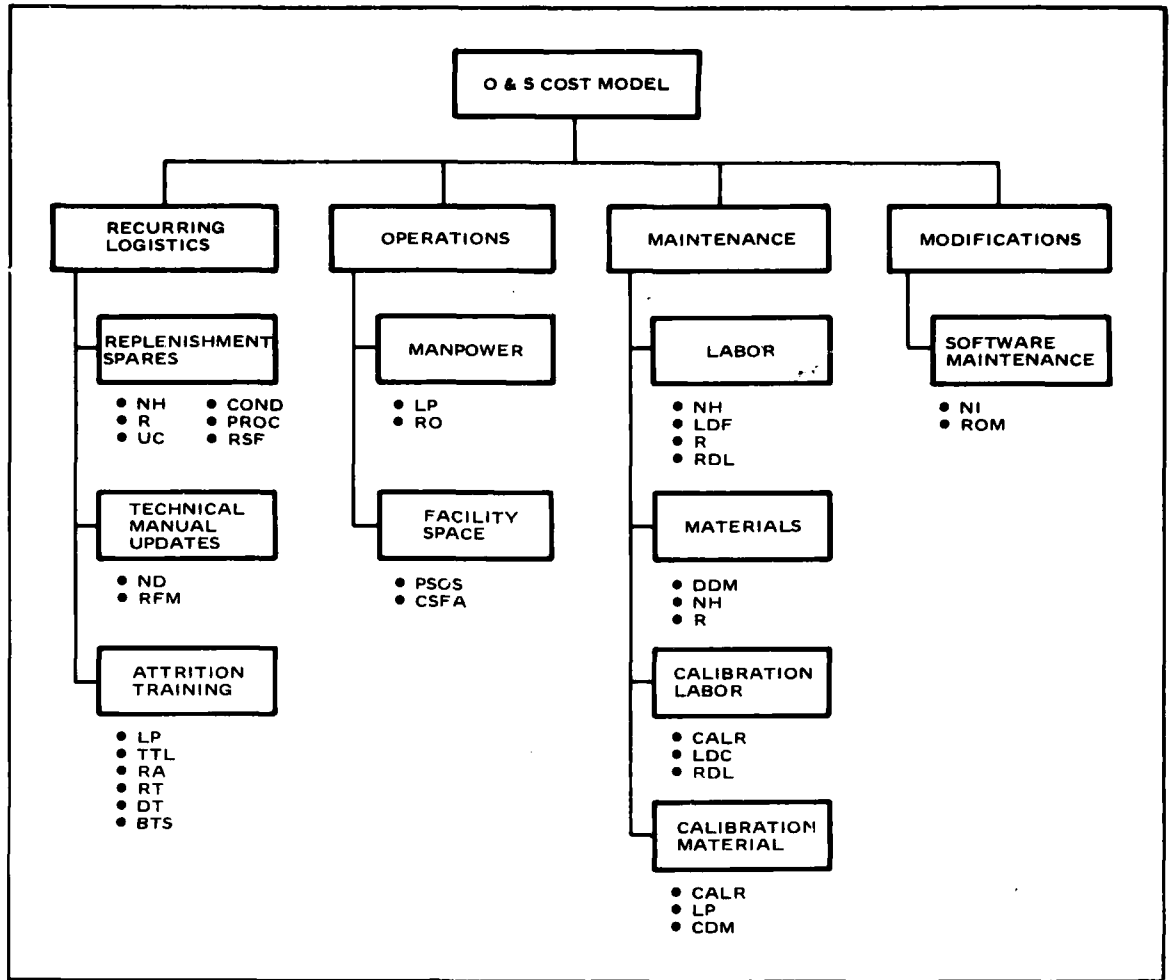 O & S COST MODEL
RECURRING
LOGISTICS
REPLENISHMENT
SPARES
● NH
● R
● UC
● COND
● PROC
● RSF
TECHNICAL
MANUAL
UPDATES
● ND
● RFM
ATTRITION
TRAINING
● LP
● TTL
● RA
● RT
● DT
● BTS
OPERATIONS
MANPOWER
● LP
● RO
FACILITY
SPACE
● PSOS
● CSFA
MAINTENANCE
LABOR
● NH
● LDF
● R
● RDL
MATERIALS
● DDM
● NH
● R
CALIBRATION
LABOR
● CALR
● LDC
● RDL
CALIBRATION
MATERIAL
● CALR
● LP
● CDM
MODIFICATIONS
SOFTWARE
MAINTENANCE
● NI
● ROM